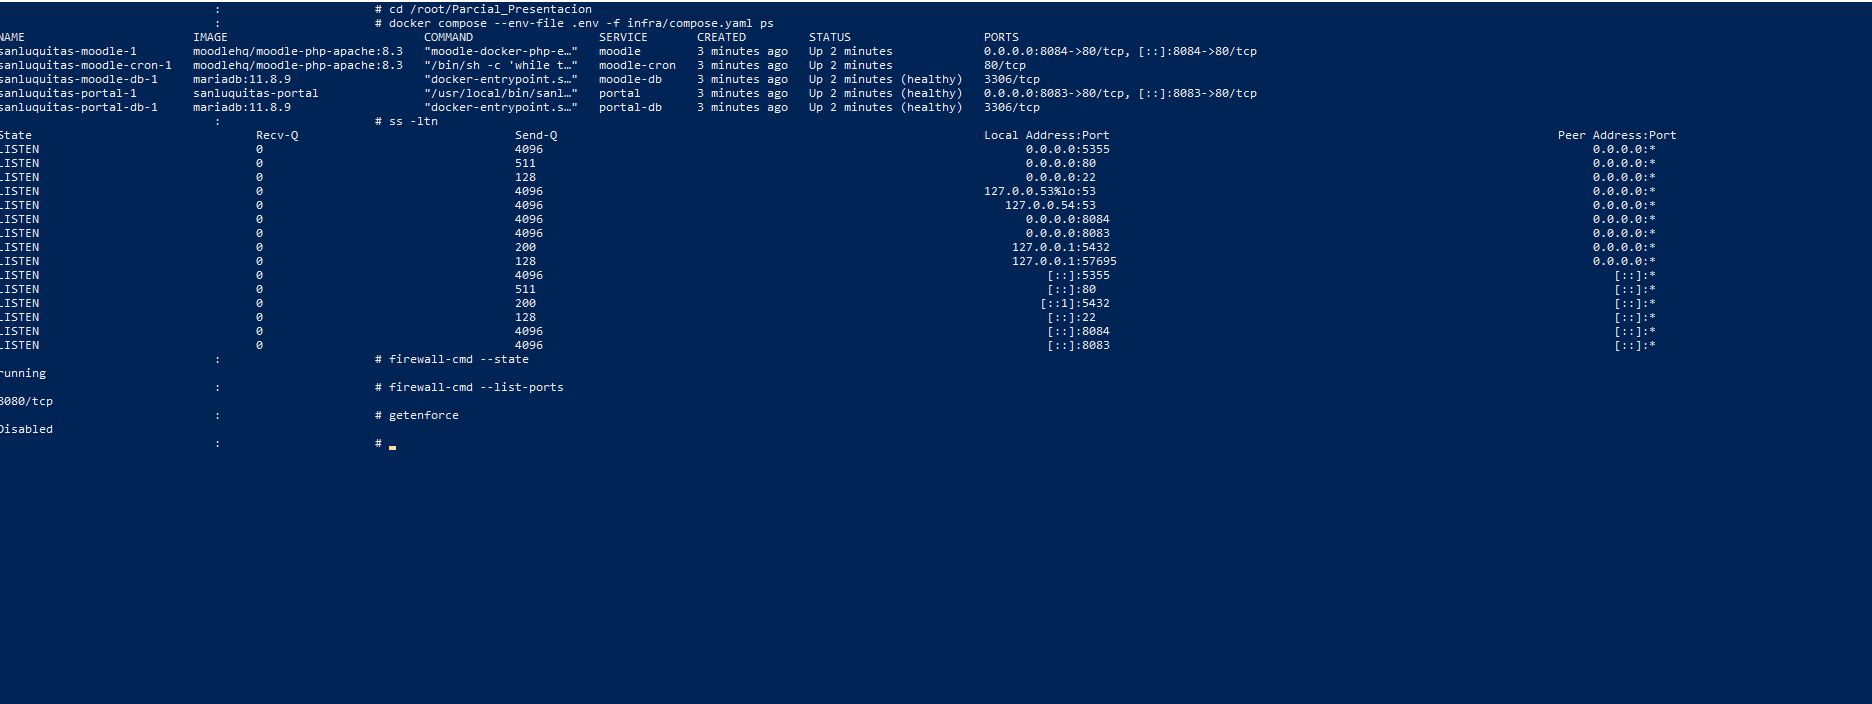 : # cd /root/Parcial_Presentacion
: # docker compose --env-file .env -f infra/compose.yaml ps
NAME IMAGE COMMAND SERVICE CREATED STATUS PORTS
sanluquitas-moodle-1 moodlehq/moodle-php-apache:8.3 "moodle-docker-php-e…" moodle 3 minutes ago Up 2 minutes 0.0.0.0:8084->80/tcp, [::]:8084->80/tcp
sanluquitas-moodle-cron-1 moodlehq/moodle-php-apache:8.3 "/bin/sh -c 'while t…" moodle-cron 3 minutes ago Up 2 minutes 80/tcp
sanluquitas-moodle-db-1 mariadb:11.8.9 "docker-entrypoint.s…" moodle-db 3 minutes ago Up 2 minutes (healthy) 3306/tcp
sanluquitas-portal-1 sanluquitas-portal "/usr/local/bin/sanl…" portal 3 minutes ago Up 2 minutes (healthy) 0.0.0.0:8083->80/tcp, [::]:8083->80/tcp
sanluquitas-portal-db-1 mariadb:11.8.9 "docker-entrypoint.s…" portal-db 3 minutes ago Up 2 minutes (healthy) 3306/tcp
: # ss -ltn
State Recv-Q Send-Q Local Address:Port Peer Address:Port
LISTEN 0 4096 0.0.0.0:5355 0.0.0.0:*
LISTEN 0 511 0.0.0.0:80 0.0.0.0:*
LISTEN 0 128 0.0.0.0:22 0.0.0.0:*
LISTEN 0 4096 127.0.0.53%lo:53 0.0.0.0:*
LISTEN 0 4096 127.0.0.54:53 0.0.0.0:*
LISTEN 0 4096 0.0.0.0:8084 0.0.0.0:*
LISTEN 0 4096 0.0.0.0:8083 0.0.0.0:*
LISTEN 0 200 127.0.0.1:5432 0.0.0.0:*
LISTEN 0 128 127.0.0.1:57695 0.0.0.0:*
LISTEN 0 4096 [::]:5355 [::]:*
LISTEN 0 511 [::]:80 [::]:*
LISTEN 0 200 [::1]:5432 [::]:*
LISTEN 0 128 [::]:22 [::]:*
LISTEN 0 4096 [::]:8084 [::]:*
LISTEN 0 4096 [::]:8083 [::]:*
: # firewall-cmd --state
running
: # firewall-cmd --list-ports
8080/tcp
: # getenforce
Disabled
: #